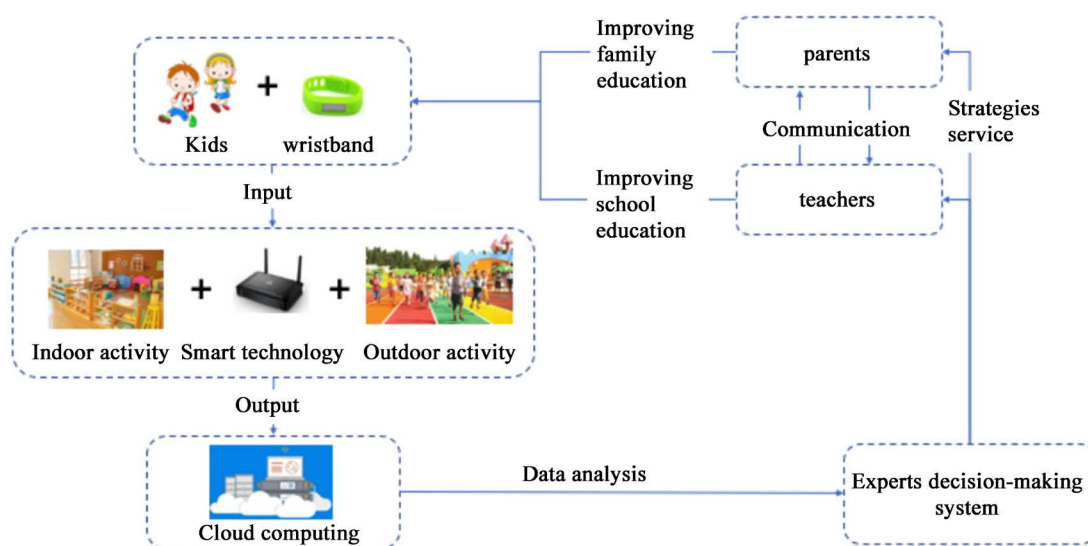 Kids
wristband
Input
Indoor activity
Smart technology
Outdoor activity
Output
Cloud computing
Data analysis
Experts decision-making
system
Strategies
service
parents
Communication
teachers
Improving
family
education
Improving
school
education